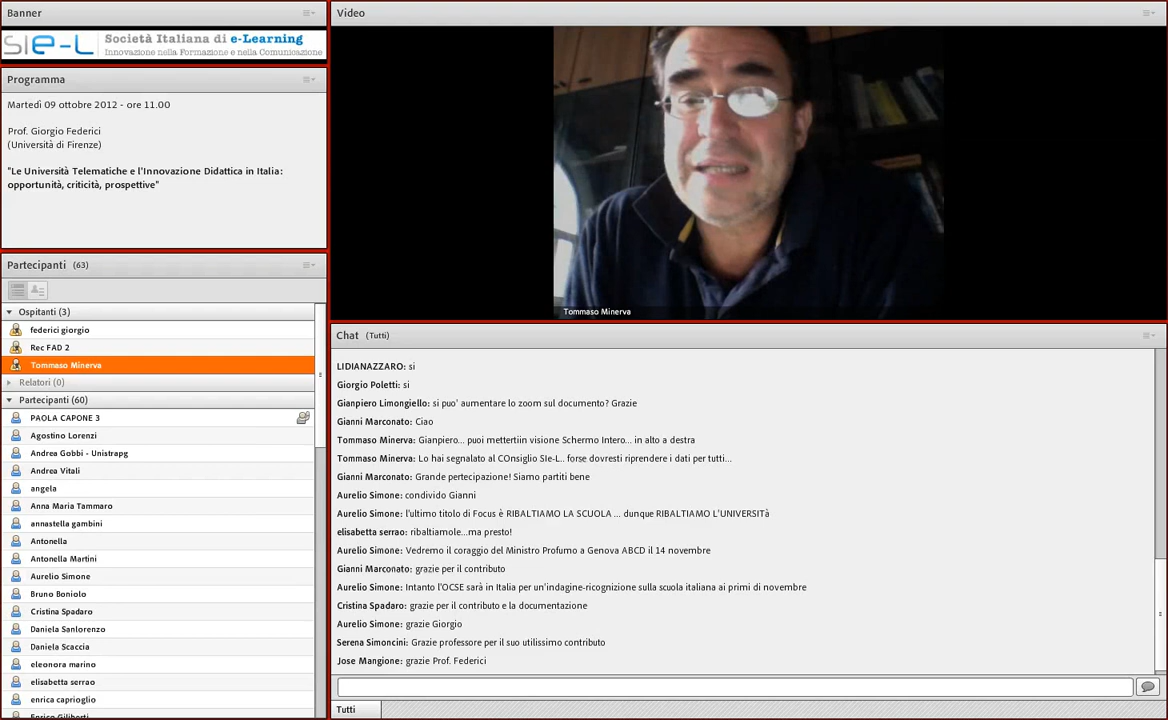 Banner
SIe-L Società Italiana di e-Learning
Innovazione nella Formazione e nella Comunicazione
Programma
Martedì 09 ottobre 2012 - ore 11.00
Prof. Giorgio Federici
(Università di Firenze)
"Le Università Telematiche e l'Innovazione Didattica in Italia:
opportunità, criticità, prospettive"
Partecipanti (63)
Ospitanti (3)
federici giorgio
Rec FAD 2
Tommaso Minerva
Relatori (0)
Partecipanti (60)
PAOLA CAPONE 3
Agostino Lorenzi
Andrea Gobbi - Unistrapg
Andrea Vitali
angela
Anna Maria Tammaro
annastella gambini
Antonella
Antonella Martini
Aurelio Simone
Bruno Boniolo
Cristina Spadaro
Daniela Sanlorenzo
Daniela Scaccia
eleonora marino
elisabetta serrao
enrica caprioglio
Enrico Giliberti
Video
Tommaso Minerva
Chat (Tutti)
LIDIANAZZARO: si
Giorgio Poletti: si
Gianpiero Limongiello: si puo' aumentare lo zoom sul documento? Grazie
Gianni Marconato: Ciao
Tommaso Minerva: Gianpiero... puoi mettertiin visione Schermo Intero... in alto a destra
Tommaso Minerva: Lo hai segnalato al COnsiglio SIe-L.. forse dovresti riprendere i dati per tutti...
Gianni Marconato: Grande pertecipazione! Siamo partiti bene
Aurelio Simone: condivido Gianni
Aurelio Simone: l'ultimo titolo di Focus è RIBALTIAMO LA SCUOLA ... dunque RIBALTIAMO L'UNIVERSITà
elisabetta serrao: ribaltiamole...ma presto!
Aurelio Simone: Vedremo il coraggio del Ministro Profumo a Genova ABCD il 14 novembre
Gianni Marconato: grazie per il contributo
Aurelio Simone: Intanto l'OCSE sarà in Italia per un'indagine-ricognizione sulla scuola italiana ai primi di novembre
Cristina Spadaro: grazie per il contributo e la documentazione
Aurelio Simone: grazie Giorgio
Serena Simoncini: Grazie professore per il suo utilissimo contributo
Jose Mangione: grazie Prof. Federici
Tutti